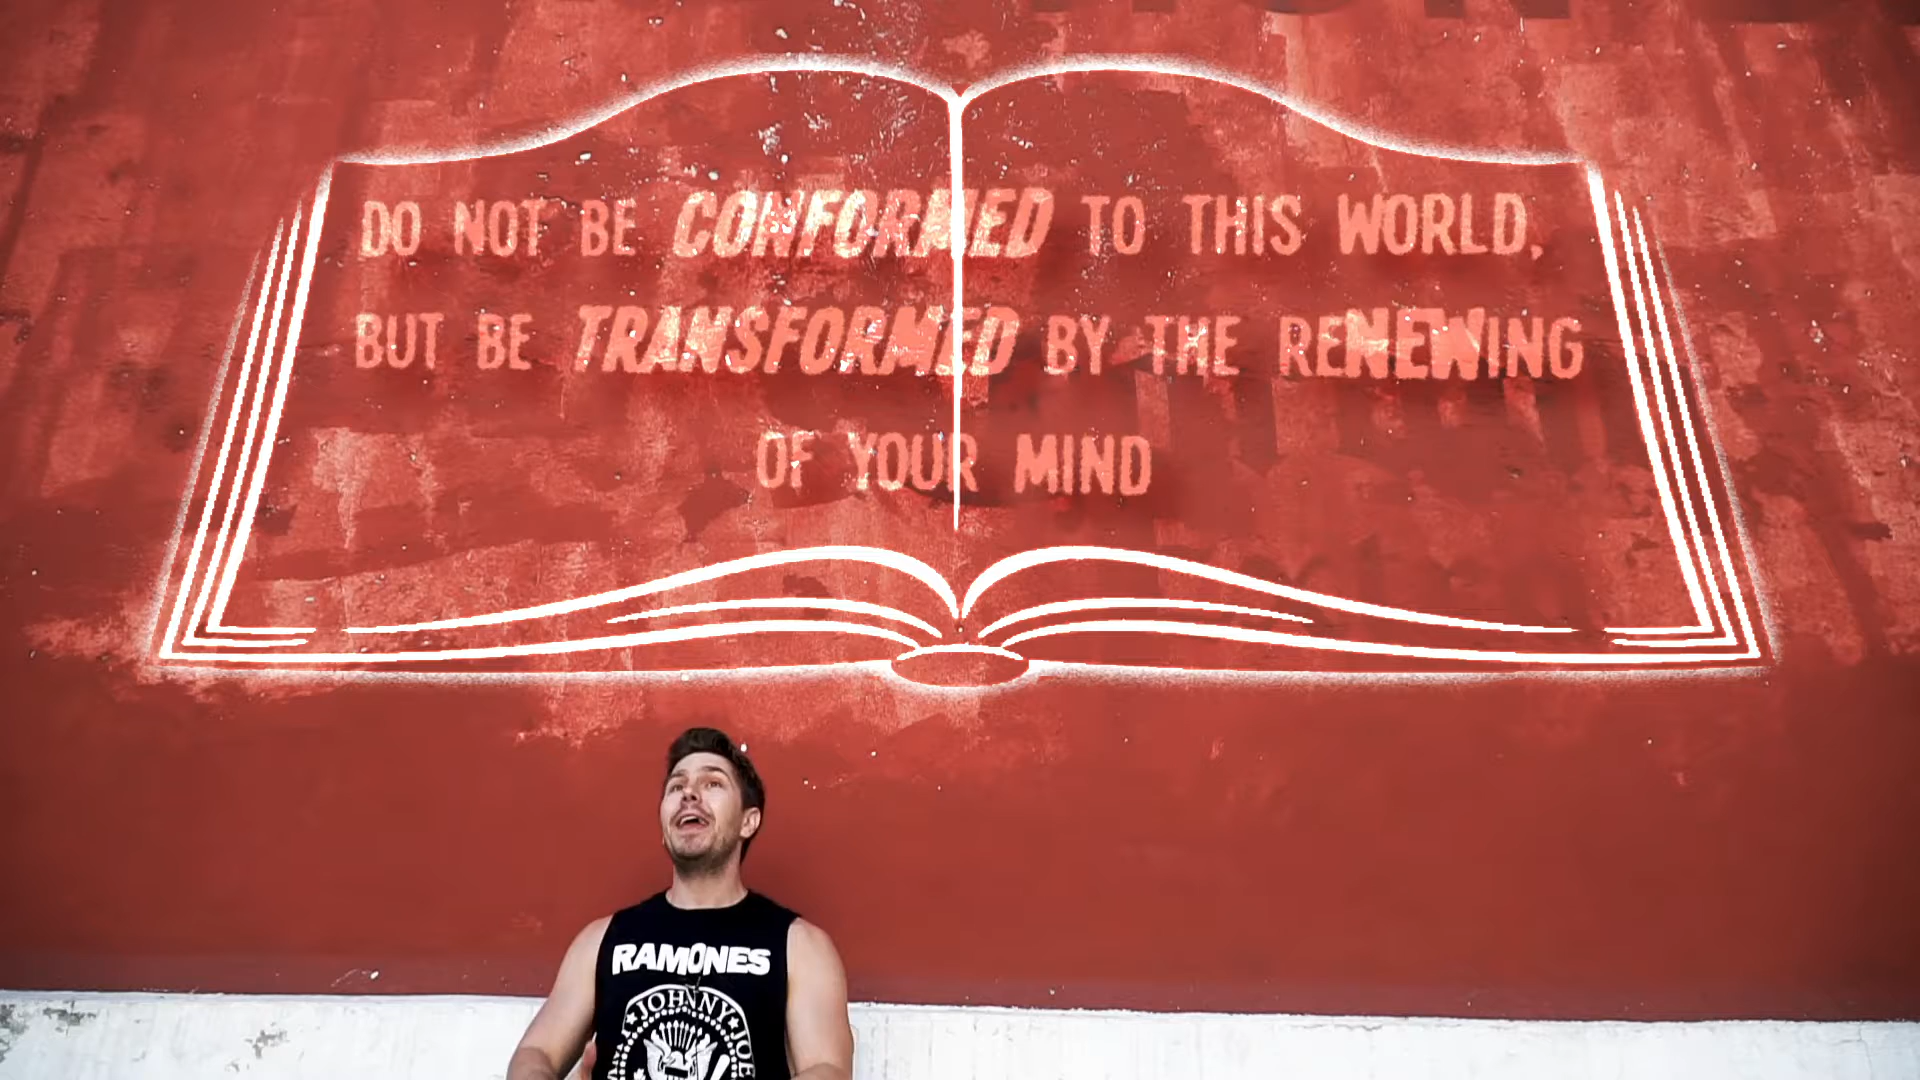 DO NOT BE CONFORMED TO THIS WORLD,
BUT BE TRANSFORMED BY THE RENEWING
OF YOUR MIND
RAMONES
JOHNNY JOE